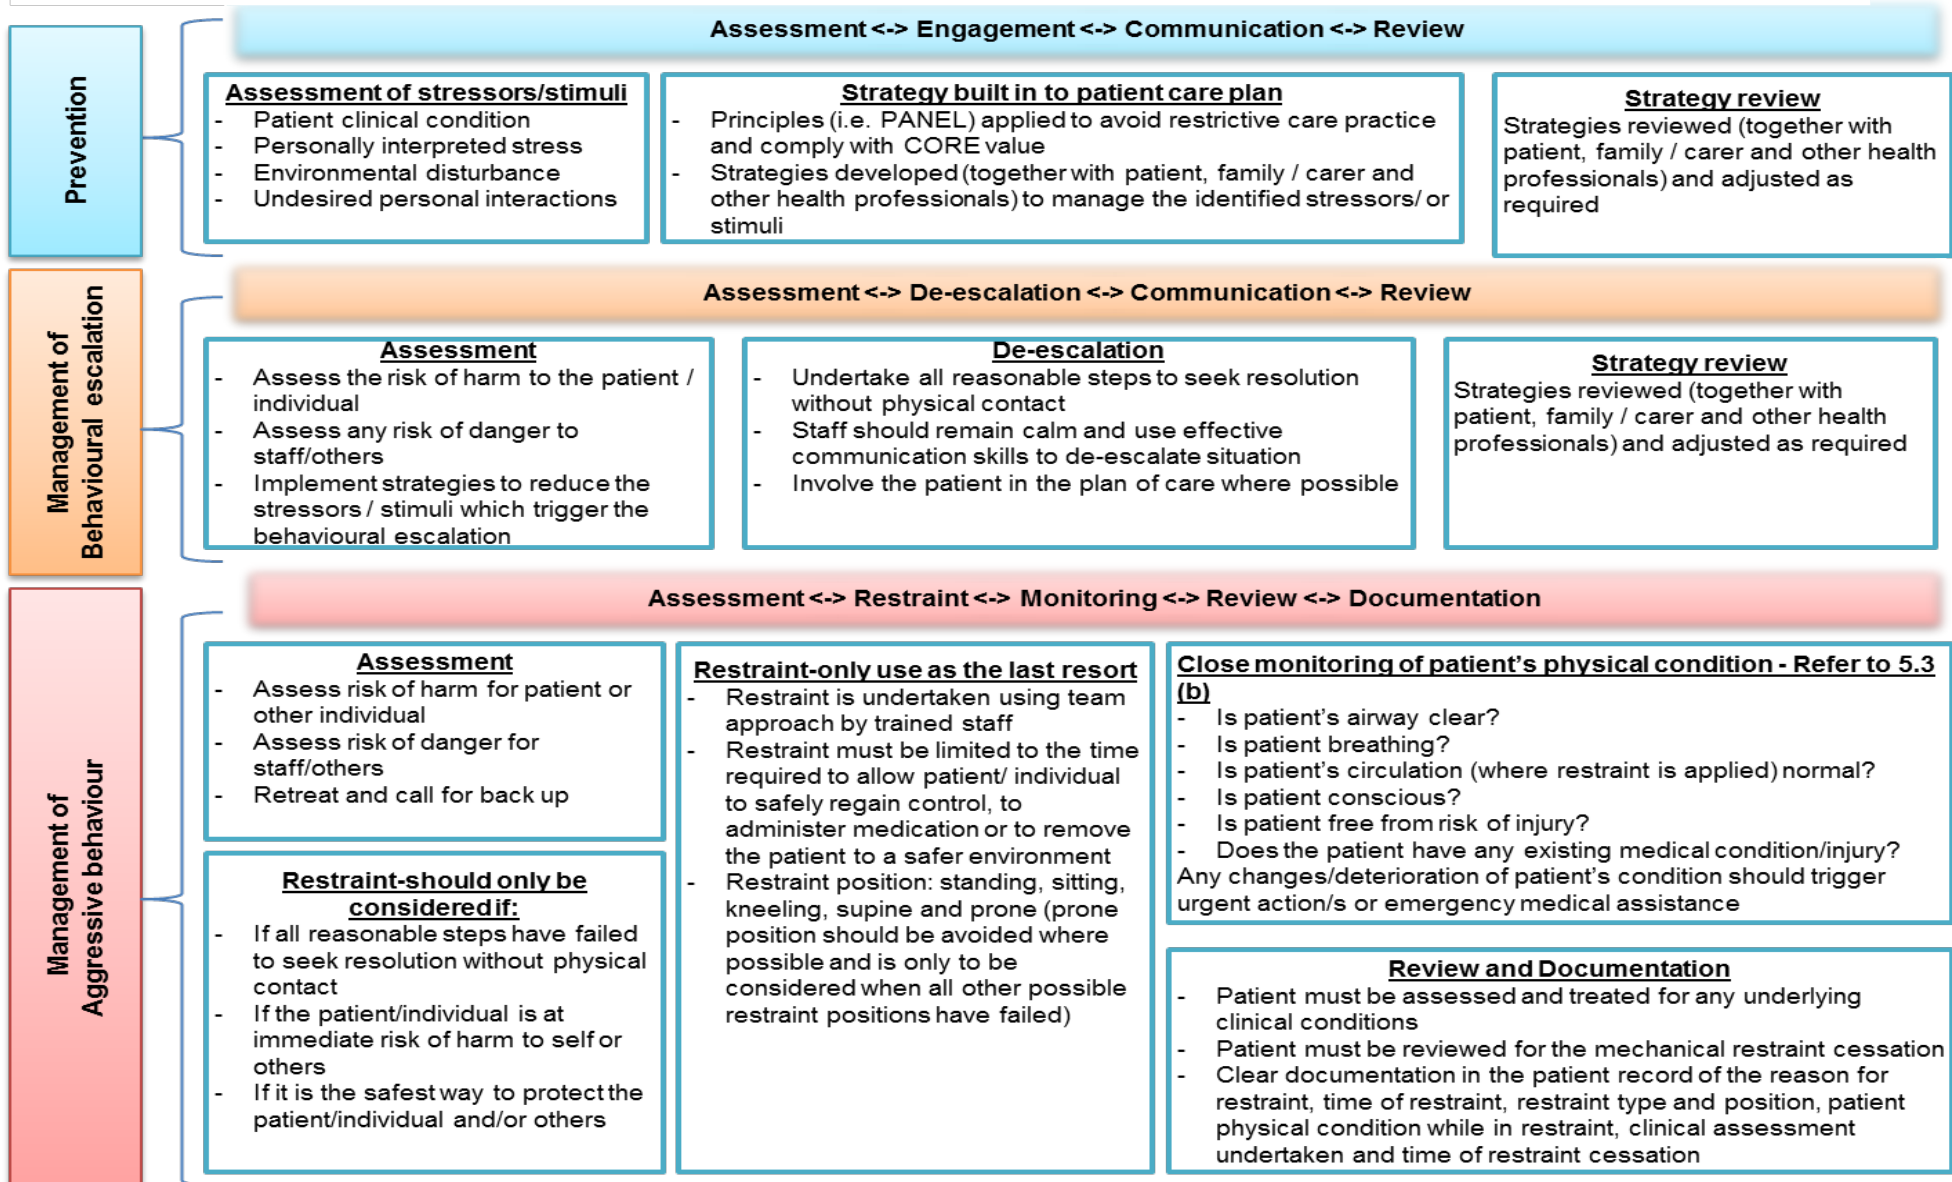 Prevention
Assessment <-> Engagement <-> Communication <-> Review
Assessment of stressors/stimuli
- Patient clinical condition
- Personally interpreted stress
- Environmental disturbance
- Undesired personal interactions
Strategy built in to patient care plan
- Principles (i.e. PANEL) applied to avoid restrictive care practice
and comply with CORE value
- Strategies developed (together with patient, family / carer and
other health professionals) to manage the identified stressors/ or
stimuli
Strategy review
Strategies reviewed (together with
patient, family / carer and other health
professionals) and adjusted as
required
Management of
Behavioural escalation
Assessment <-> De-escalation <-> Communication <-> Review
Assessment
- Assess the risk of harm to the patient /
individual
- Assess any risk of danger to
staff/others
- Implement strategies to reduce the
stressors / stimuli which trigger the
behavioural escalation
De-escalation
- Undertake all reasonable steps to seek resolution
without physical contact
- Staff should remain calm and use effective
communication skills to de-escalate situation
- Involve the patient in the plan of care where possible
Strategy review
Strategies reviewed (together with
patient, family / carer and other health
professionals) and adjusted as required
Management of
Aggressive behaviour
Assessment <-> Restraint <-> Monitoring <-> Review <-> Documentation
Assessment
- Assess risk of harm for patient or
other individual
- Assess risk of danger for
staff/others
- Retreat and call for back up
Restraint-should only be
considered if:
- If all reasonable steps have failed
to seek resolution without physical
contact
- If the patient/individual is at
immediate risk of harm to self or
others
- If it is the safest way to protect the
patient/individual and/or others
Restraint-only use as the last resort
- Restraint is undertaken using team
approach by trained staff
- Restraint must be limited to the time
required to allow patient/ individual
to safely regain control, to
administer medication or to remove
the patient to a safer environment
- Restraint position: standing, sitting,
kneeling, supine and prone (prone
position should be avoided where
possible and is only to be
considered when all other possible
restraint positions have failed)
Close monitoring of patient's physical condition - Refer to 5.3
(b)
- Is patient's airway clear?
- Is patient breathing?
- Is patient's circulation (where restraint is applied) normal?
- Is patient conscious?
- Is patient free from risk of injury?
- Does the patient have any existing medical condition/injury?
Any changes/deterioration of patient's condition should trigger
urgent action/s or emergency medical assistance
Review and Documentation
- Patient must be assessed and treated for any underlying
clinical conditions
- Patient must be reviewed for the mechanical restraint cessation
- Clear documentation in the patient record of the reason for
restraint, time of restraint, restraint type and position, patient
physical condition while in restraint, clinical assessment
undertaken and time of restraint cessation